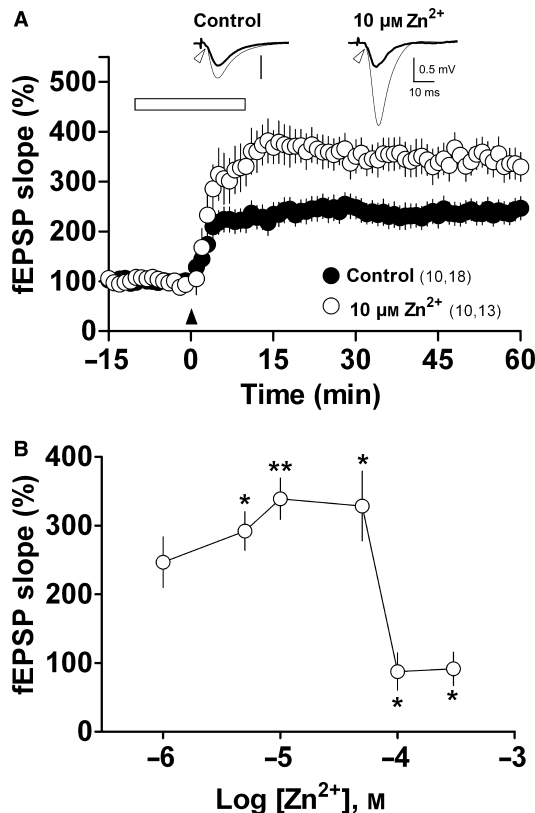 A
Control
10 µM Zn²⁺
0.5 mV
10 ms
500
400
300
200
100
0
fEPSP slope (%)
Control (10,18)
10 µM Zn²⁺ (10,13)
−15 0 15 30 45 60
Time (min)
B
400
300
200
100
0
fEPSP slope (%)
* ** *
* *
−6 −5 −4 −3
Log [Zn²⁺], M